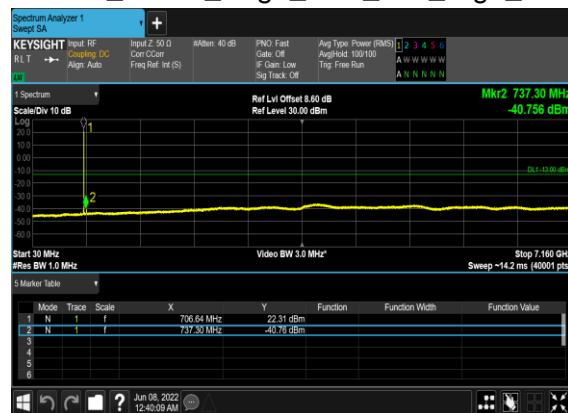 Spectrum Analyzer 1
Swept SA
+
KEYSIGHT
RLT
Input: RF
Coupling: DC
Align: Auto
Input Z: 50 Ω
Corr CCorr
Freq Ref: Int (S)
#Atten: 40 dB
PNO: Fast
Gate: Off
IF Gain: Low
Sig Track: Off
Avg Type: Power (RMS)
Avg|Hold: 100/100
Trig: Free Run
1 2 3 4 5 6
A W W W W W
A N N N N N
1 Spectrum
Scale/Div 10 dB
Log
Ref Lvl Offset 8.60 dB
Ref Level 30.00 dBm
Mkr2 737.30 MHz
-40.756 dBm
20.0
10.0
0.00
-10.0
-20.0
-30.0
-40.0
-50.0
-60.0
1
2
DL1 -13.00 dBm
Start 30 MHz
#Res BW 1.0 MHz
Video BW 3.0 MHz*
Stop 7.160 GHz
Sweep ~14.2 ms (40001 pts)
5 Marker Table
Mode Trace Scale X Y Function Function Width Function Value
1 N 1 f 706.64 MHz 22.31 dBm
2 N 1 f 737.30 MHz -40.76 dBm
3
4
5
6
?
Jun 08, 2022
12:40:09 AM